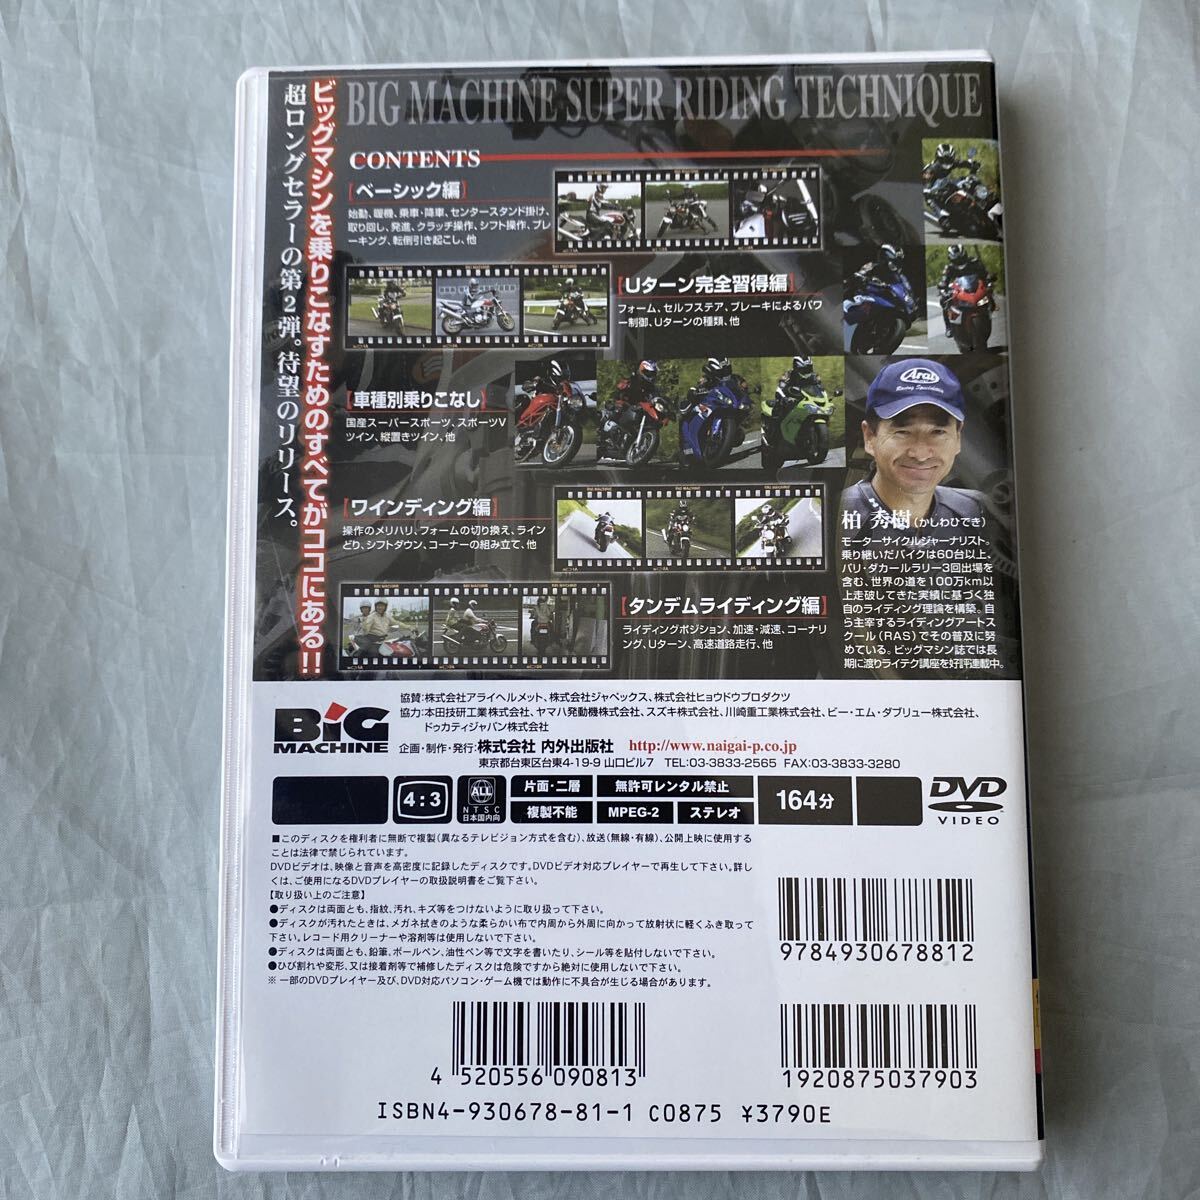 BIG MACHINE SUPER RIDING TECHNIQUE
ビッグマシンを乗りこなすためのすべてがココにある!!
超ロングセラーの第2弾。待望のリリース。
CONTENTS
[ベーシック編]
始動、暖機、乗車・降車、センタースタンド掛け、
取り回し、発進、クラッチ操作、シフト操作、ブレ
ーキング、転倒引き起こし、他
[Uターン完全習得編]
フォーム、セルフステア、ブレーキによるパワ
ー制御、Uターンの種類、他
[車種別乗りこなし]
国産スーパースポーツ、スポーツV
ツイン、縦置きツイン、他
[ワインディング編]
操作のメリハリ、フォームの切り換え、ライン
どり、シフトダウン、コーナーの組み立て、他
[タンデムライディング編]
ライディングポジション、加速・減速、コーナリ
ング、Uターン、高速道路走行、他
Arai
柏 秀樹(かしわひでき)
モーターサイクルジャーナリスト。
乗り継いだバイクは60台以上、
パリ・ダカールラリー3回出場を
含む、世界の道を100万km以
上走破してきた実績に基づく独
自のライディング理論を構築。自
ら主宰するライディングアートス
クール(RAS)でその普及に努
めている。ビッグマシン誌では長
期に渡りライテク講座を好評連載中。
BiG
MACHINE
協賛:株式会社アライヘルメット、株式会社ジャペックス、株式会社ヒョウドウプロダクツ
協力:本田技研工業株式会社、ヤマハ発動機株式会社、スズキ株式会社、川崎重工業株式会社、ビー・エム・ダブリュー株式会社、
ドゥカティジャパン株式会社
企画・制作・発行:株式会社 内外出版社 http://www.naigai-p.co.jp
東京都台東区台東4-19-9 山口ビル7 TEL:03-3833-2565 FAX:03-3833-3280
4:3
ALL
NTSC
日本国内向
片面・二層
無許可レンタル禁止
複製不能
MPEG-2
ステレオ
164分
DVD
VIDEO
■このディスクを権利者に無断で複製(異なるテレビジョン方式を含む)、放送(無線・有線)、公開上映に使用する
ことは法律で禁じられています。
DVDビデオは、映像と音声を高密度に記録したディスクです。DVDビデオ対応プレイヤーで再生して下さい。詳し
くは、ご使用になるDVDプレイヤーの取扱説明書をご覧下さい。
【取り扱い上のご注意】
●ディスクは両面とも、指紋、汚れ、キズ等をつけないように取り扱って下さい。
●ディスクが汚れたときは、メガネ拭きのような柔らかい布で内周から外周に向かって放射状に軽くふき取って
下さい。レコード用クリーナーや溶剤等は使用しないで下さい。
●ディスクは両面とも、鉛筆、ボールペン、油性ペン等で文字を書いたり、シール等を貼付しないで下さい。
●ひび割れや変形、又は接着剤等で補修したディスクは危険ですから絶対に使用しないで下さい。
※一部のDVDプレイヤー及び、DVD対応パソコン・ゲーム機では動作に不具合が生じる場合があります。
9784930678812
4 520556 090813
1920875037903
ISBN4-930678-81-1 C0875 ¥3790E